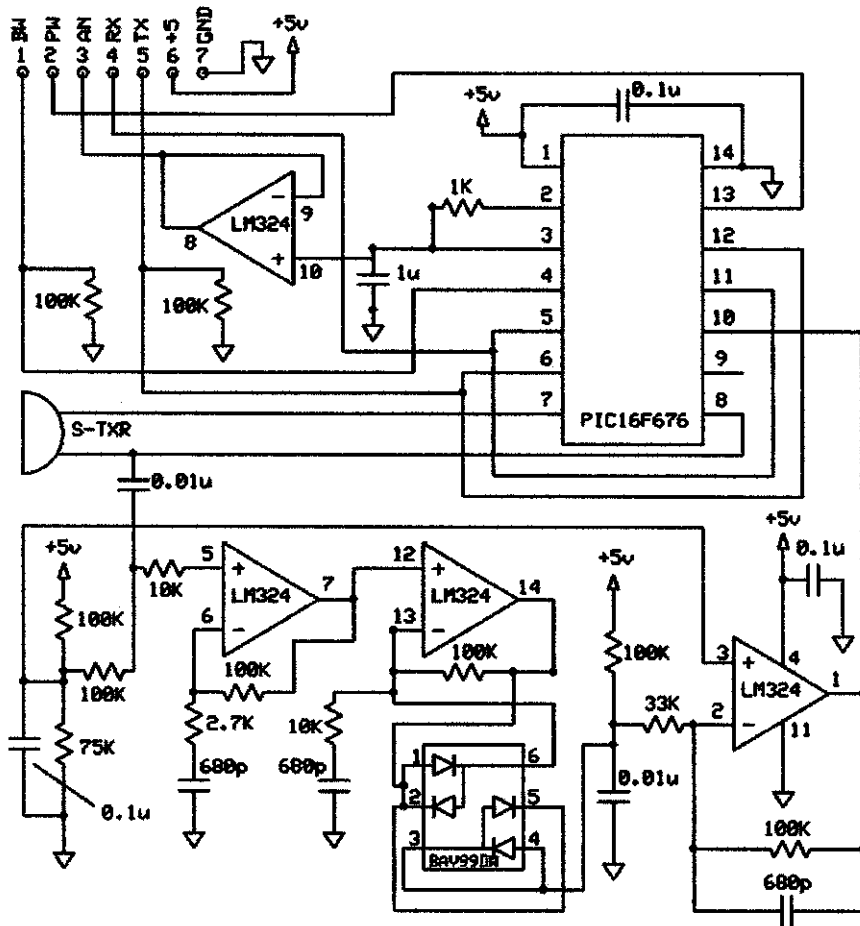 BW PW AN RX TX +5 GND
1 2 3 4 5 6 7
+5v
+5v
0.1u
1 14
1K 2 13
LM324 9
8 3 12
10 1u
4 11
100K 100K
5 10
6 9
7 8
PIC16F676
S-TXR
0.01u
+5v
5 7
10K LM324
6
12 14
LM324
13
+5v
+5v
0.1u
100K
100K
100K
100K
100K
3 4 1
LM324
33K 2
11
2.7K
10K
75K
680p
680p
1 6
2 5
3 4
0.01u
0.1u
100K
680p